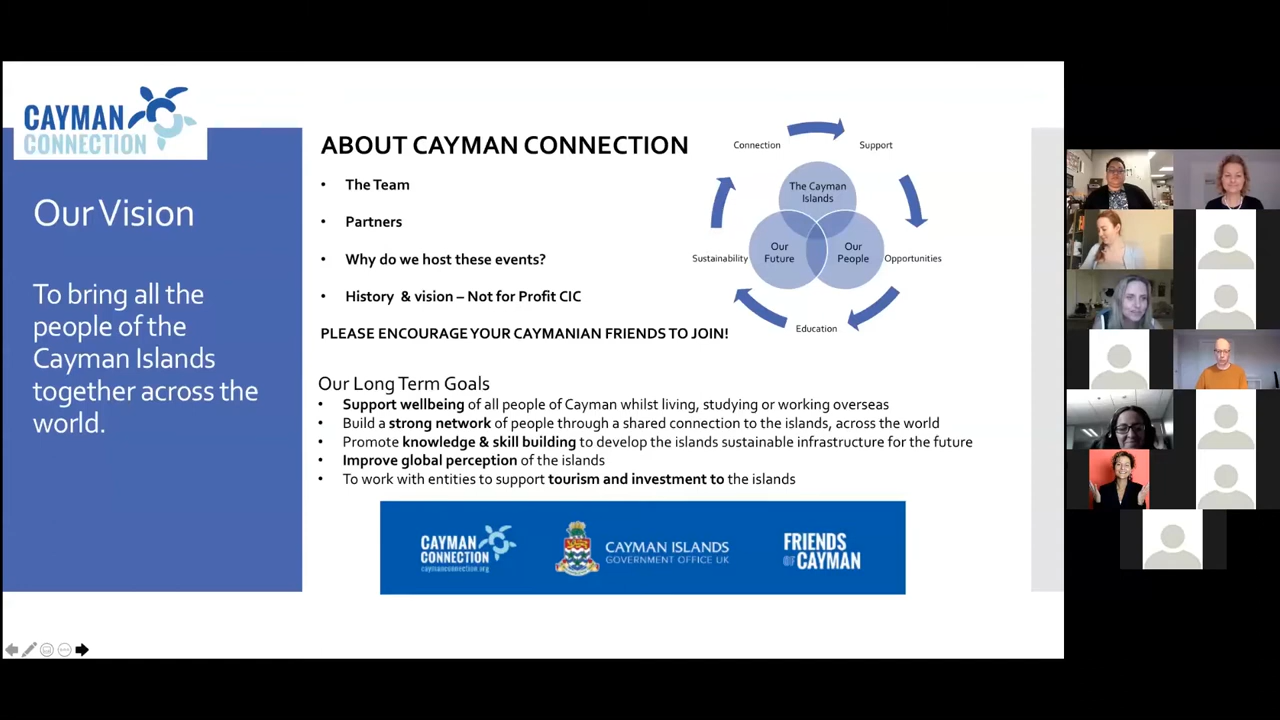 CAYMAN
CONNECTION
Our Vision
To bring all the
people of the
Cayman Islands
together across the
world.
ABOUT CAYMAN CONNECTION
• The Team
• Partners
• Why do we host these events?
• History & vision – Not for Profit CIC
PLEASE ENCOURAGE YOUR CAYMANIAN FRIENDS TO JOIN!
Connection
Support
The Cayman
Islands
Our
Future
Our
People
Sustainability
Opportunities
Education
Our Long Term Goals
• Support wellbeing of all people of Cayman whilst living, studying or working overseas
• Build a strong network of people through a shared connection to the islands, across the world
• Promote knowledge & skill building to develop the islands sustainable infrastructure for the future
• Improve global perception of the islands
• To work with entities to support tourism and investment to the islands
CAYMAN
CONNECTION
caymanconnection.org
CAYMAN ISLANDS
GOVERNMENT OFFICE UK
FRIENDS
OF CAYMAN